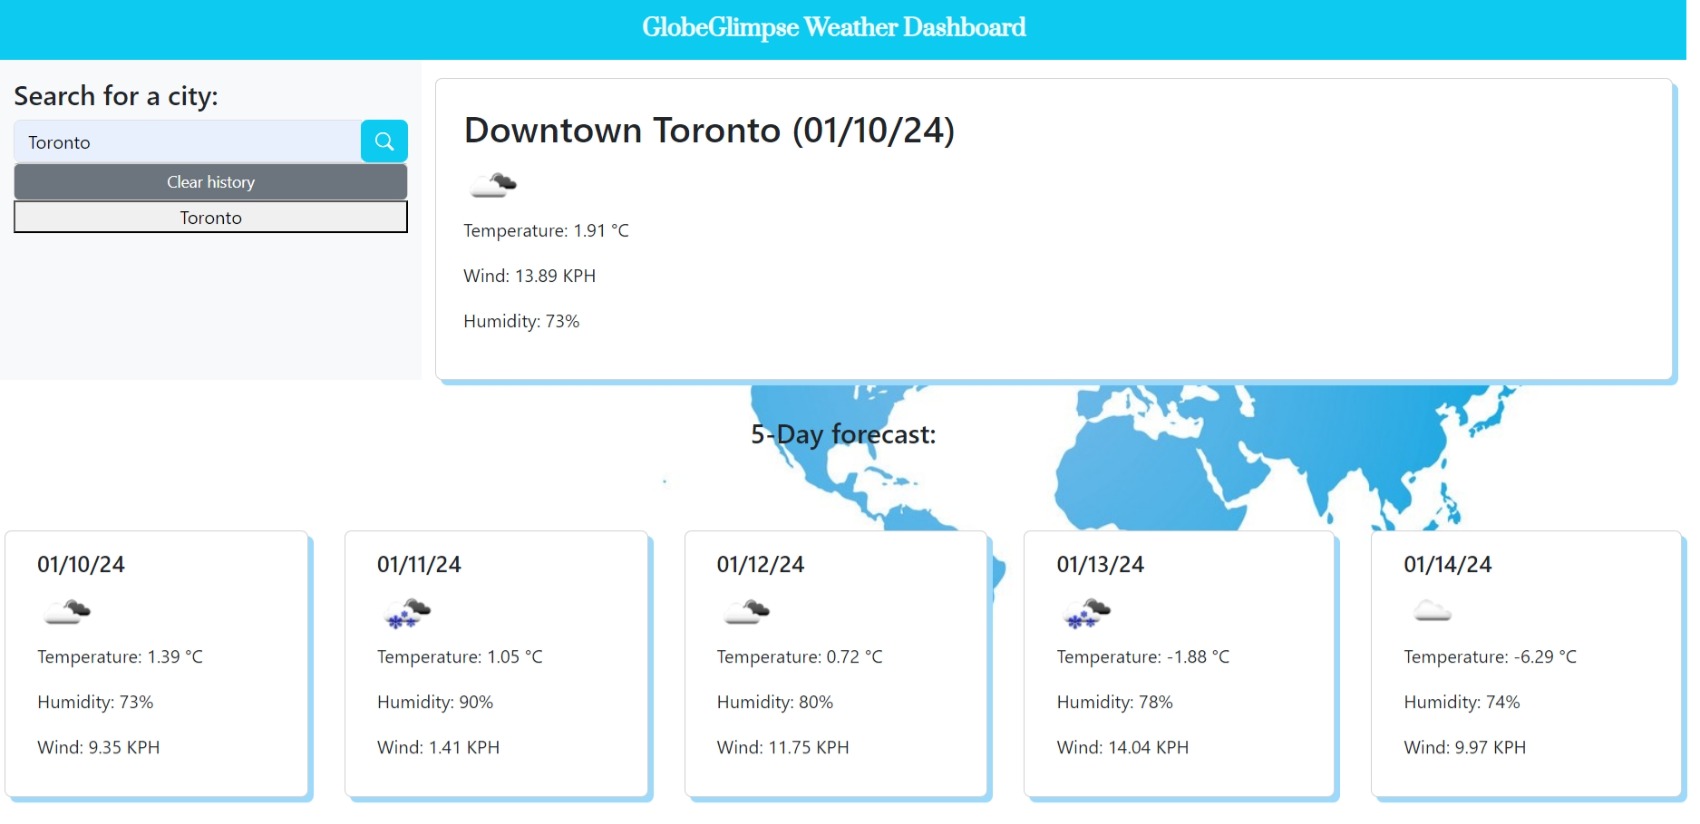 GlobeGlimpse Weather Dashboard
Search for a city:
Toronto
Clear history
Toronto
Downtown Toronto (01/10/24)
Temperature: 1.91 °C
Wind: 13.89 KPH
Humidity: 73%
5-Day forecast:
01/10/24
Temperature: 1.39 °C
Humidity: 73%
Wind: 9.35 KPH
01/11/24
Temperature: 1.05 °C
Humidity: 90%
Wind: 1.41 KPH
01/12/24
Temperature: 0.72 °C
Humidity: 80%
Wind: 11.75 KPH
01/13/24
Temperature: -1.88 °C
Humidity: 78%
Wind: 14.04 KPH
01/14/24
Temperature: -6.29 °C
Humidity: 74%
Wind: 9.97 KPH